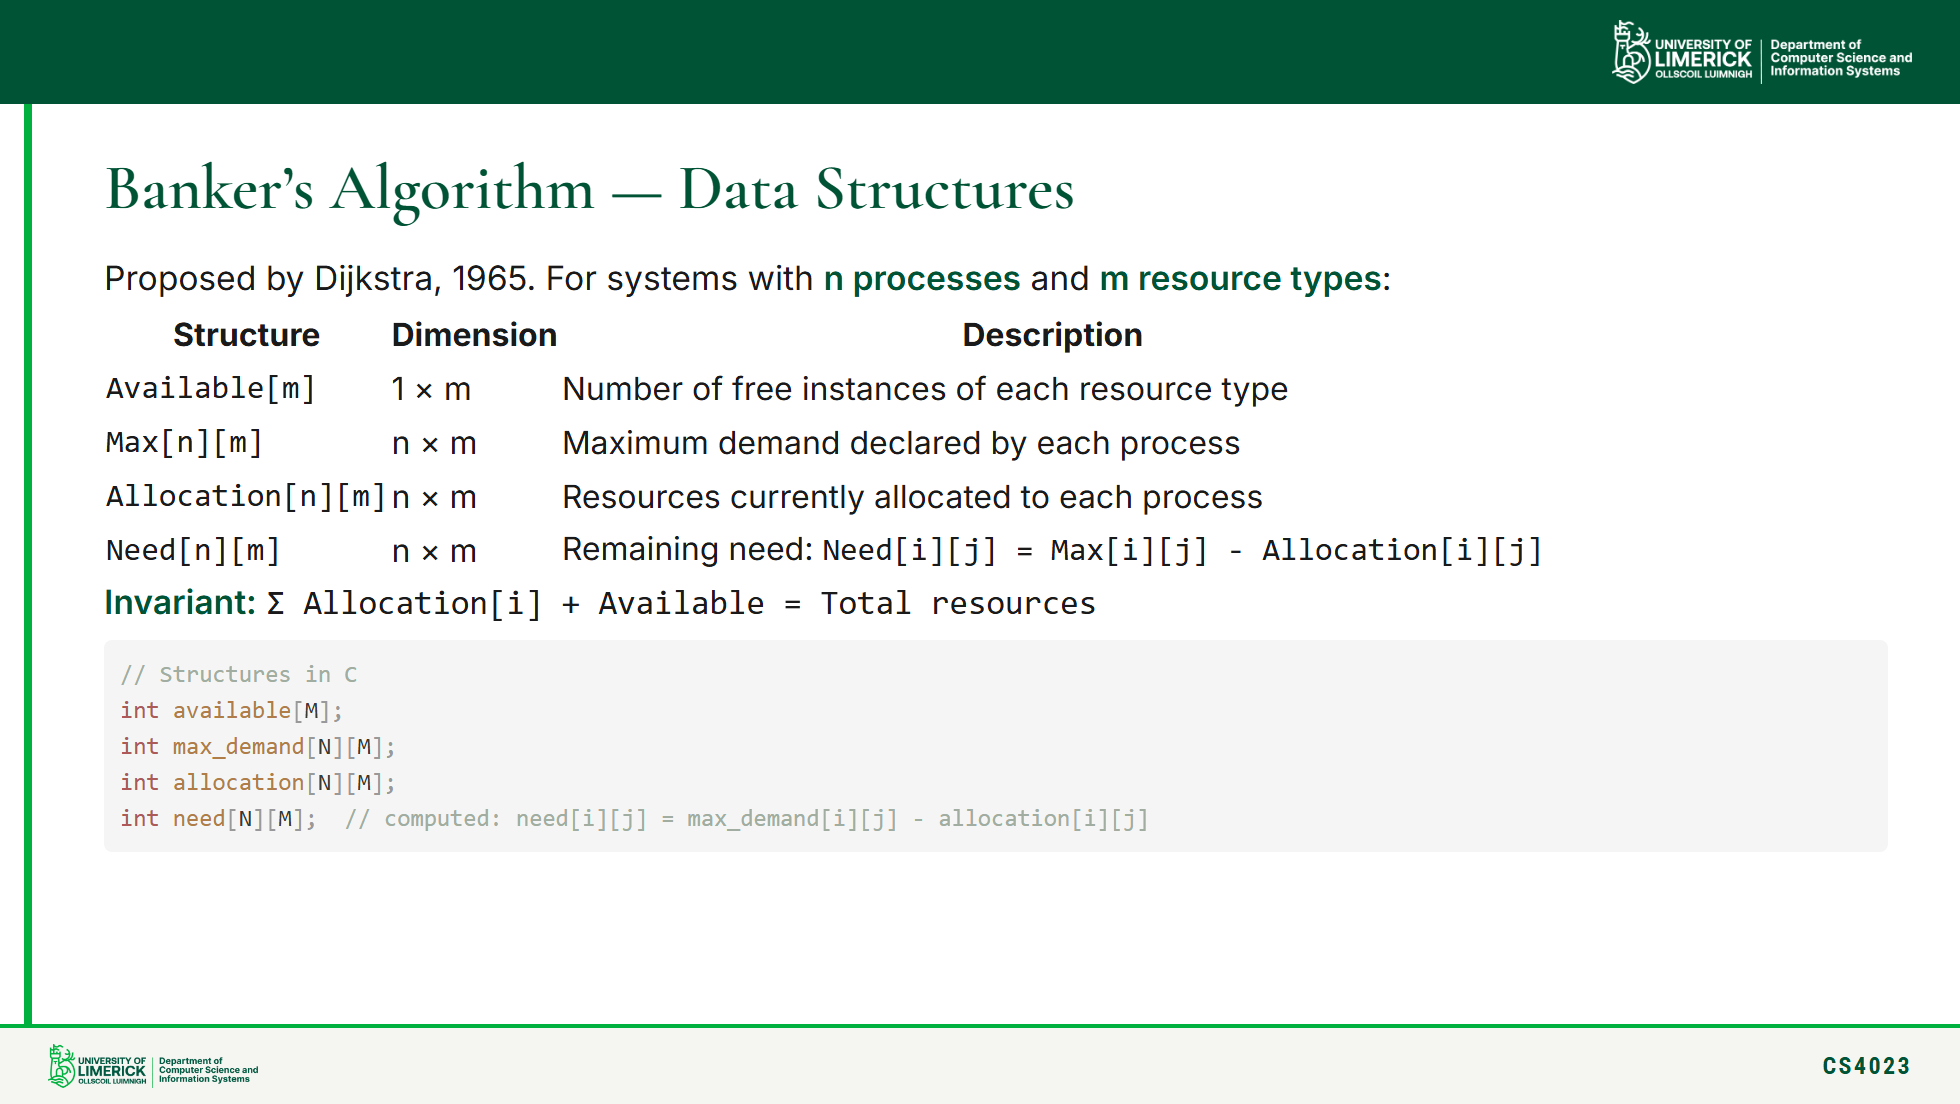 UNIVERSITY OF
LIMERICK
OLLSCOIL LUIMNIGH
Department of
Computer Science and
Information Systems
Banker’s Algorithm — Data Structures
Proposed by Dijkstra, 1965. For systems with n processes and m resource types:
Structure Dimension Description
Available[m] 1 × m Number of free instances of each resource type
Max[n][m] n × m Maximum demand declared by each process
Allocation[n][m] n × m Resources currently allocated to each process
Need[n][m] n × m Remaining need: Need[i][j] = Max[i][j] - Allocation[i][j]
Invariant: Σ Allocation[i] + Available = Total resources
// Structures in C
int available[M];
int max_demand[N][M];
int allocation[N][M];
int need[N][M];  // computed: need[i][j] = max_demand[i][j] - allocation[i][j]
UNIVERSITY OF
LIMERICK
OLLSCOIL LUIMNIGH
Department of
Computer Science and
Information Systems
CS4023